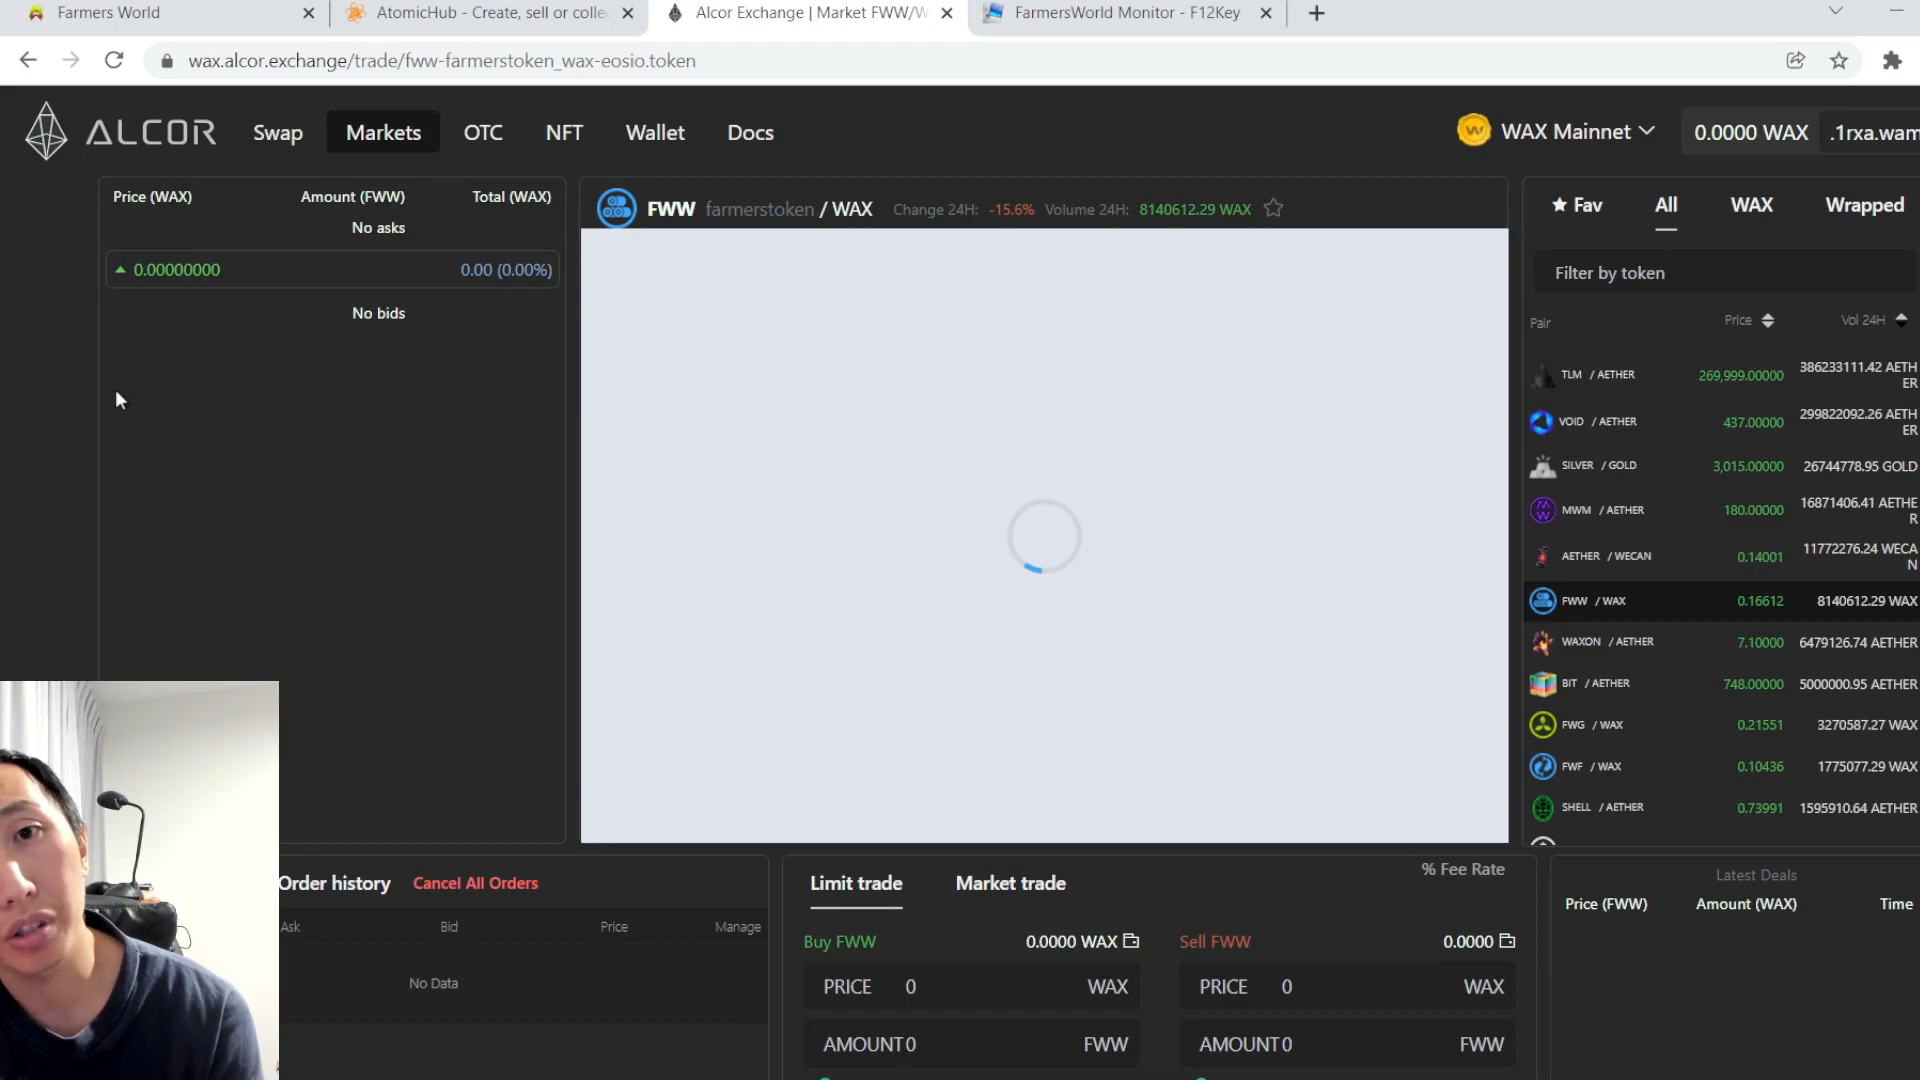 Farmers World
AtomicHub - Create, sell or collec
Alcor Exchange | Market FWW/W
FarmersWorld Monitor - F12Key
wax.alcor.exchange/trade/fww-farmerstoken_wax-eosio.token
ALCOR
Swap
Markets
OTC
NFT
Wallet
Docs
WAX Mainnet
0.0000 WAX
.1rxa.wam
Price (WAX) Amount (FWW) Total (WAX)
No asks
0.00000000 0.00 (0.00%)
No bids
FWW farmerstoken / WAX Change 24H: -15.6% Volume 24H: 8140612.29 WAX
Fav All WAX Wrapped
Filter by token
Pair Price Vol 24H
TLM / AETHER 269,999.00000 386233111.42 AETH
ER
VOID / AETHER 437.00000 299822092.26 AETH
ER
SILVER / GOLD 3,015.00000 26744778.95 GOLD
MWM / AETHER 180.00000 16871406.41 AETHE
R
AETHER / WECAN 0.14001 11772276.24 WECA
N
FWW / WAX 0.16612 8140612.29 WAX
WAXON / AETHER 7.10000 6479126.74 AETHER
BIT / AETHER 748.00000 5000000.95 AETHER
FWG / WAX 0.21551 3270587.27 WAX
FWF / WAX 0.10436 1775077.29 WAX
SHELL / AETHER 0.73991 1595910.64 AETHER
Order history Cancel All Orders
Ask Bid Price Manage
No Data
Limit trade Market trade % Fee Rate
Buy FWW 0.0000 WAX
PRICE 0 WAX
AMOUNT 0 FWW
Sell FWW 0.0000
PRICE 0 WAX
AMOUNT 0 FWW
Latest Deals
Price (FWW) Amount (WAX) Time